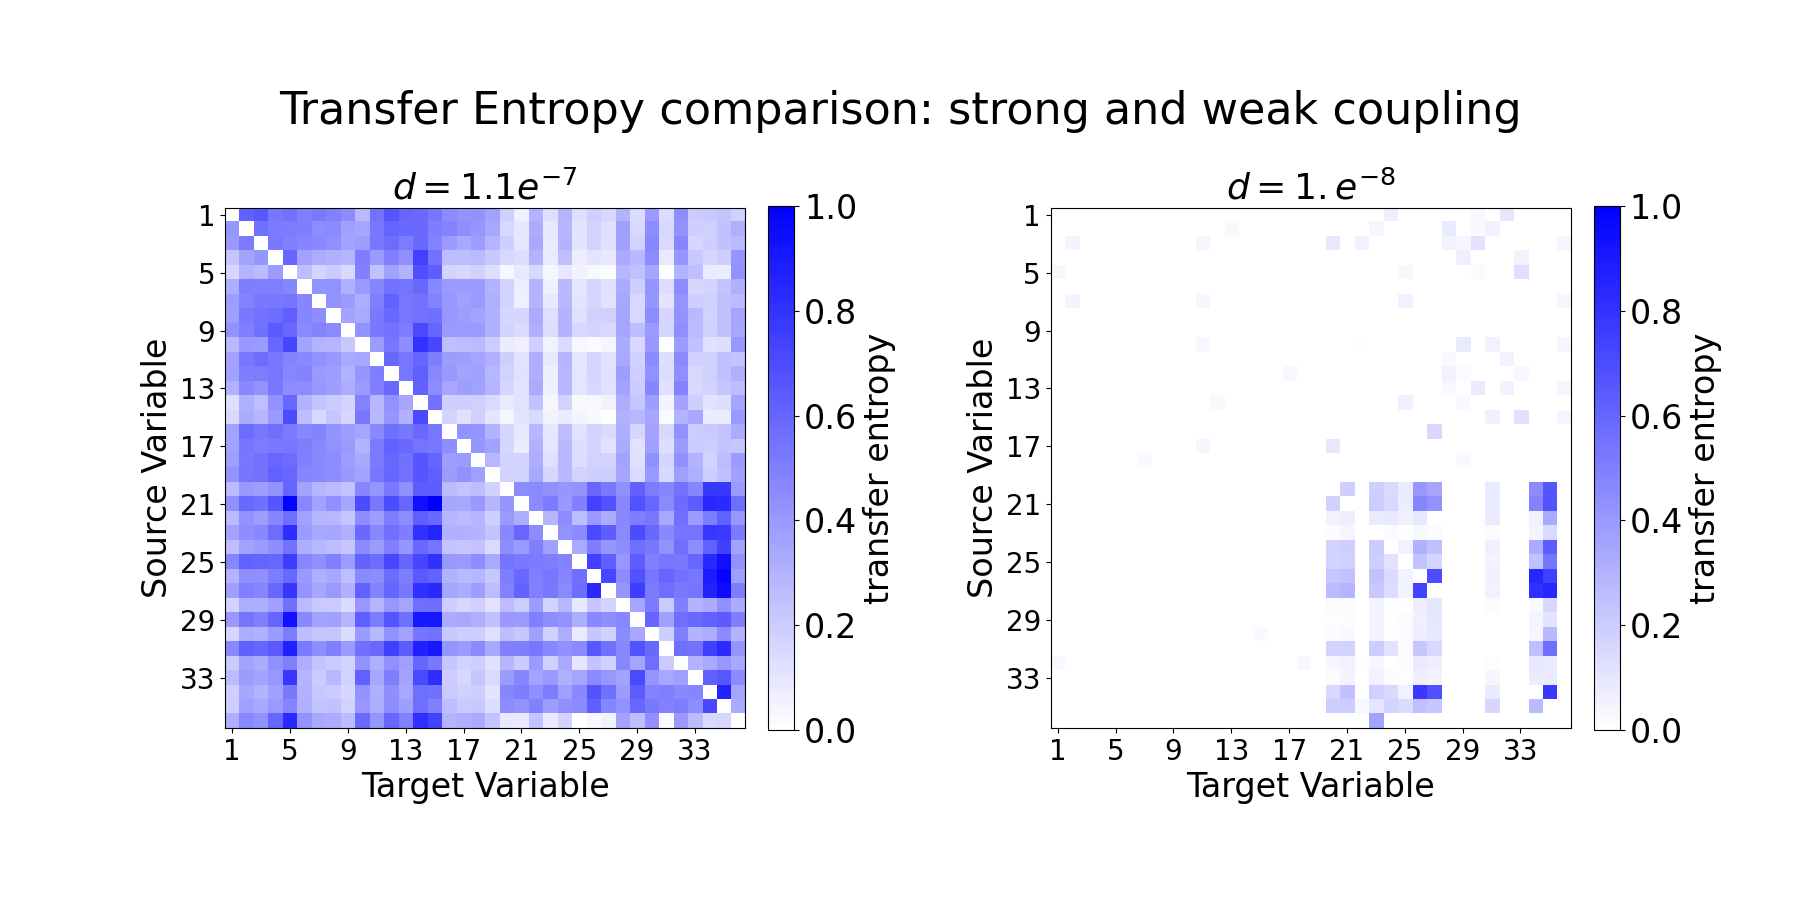 Transfer Entropy comparison: strong and weak coupling
d = 1.1e⁻⁷
1
5
9
13
17
21
25
29
33
Source Variable
1 5 9 13 17 21 25 29 33
Target Variable
1.0
0.8
0.6
0.4
0.2
0.0
transfer entropy
d = 1.e⁻⁸
1
5
9
13
17
21
25
29
33
Source Variable
1 5 9 13 17 21 25 29 33
Target Variable
1.0
0.8
0.6
0.4
0.2
0.0
transfer entropy